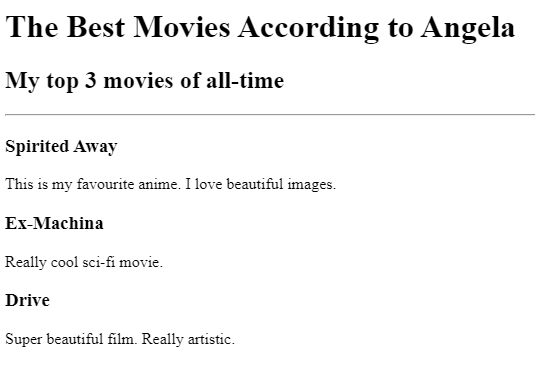 The Best Movies According to Angela
My top 3 movies of all-time
Spirited Away
This is my favourite anime. I love beautiful images.
Ex-Machina
Really cool sci-fi movie.
Drive
Super beautiful film. Really artistic.